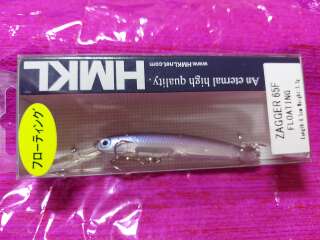 An eternal high quality.
www.HMKL.net.com
HMKL
フローティング
ZAGGER 65F
FLOATING